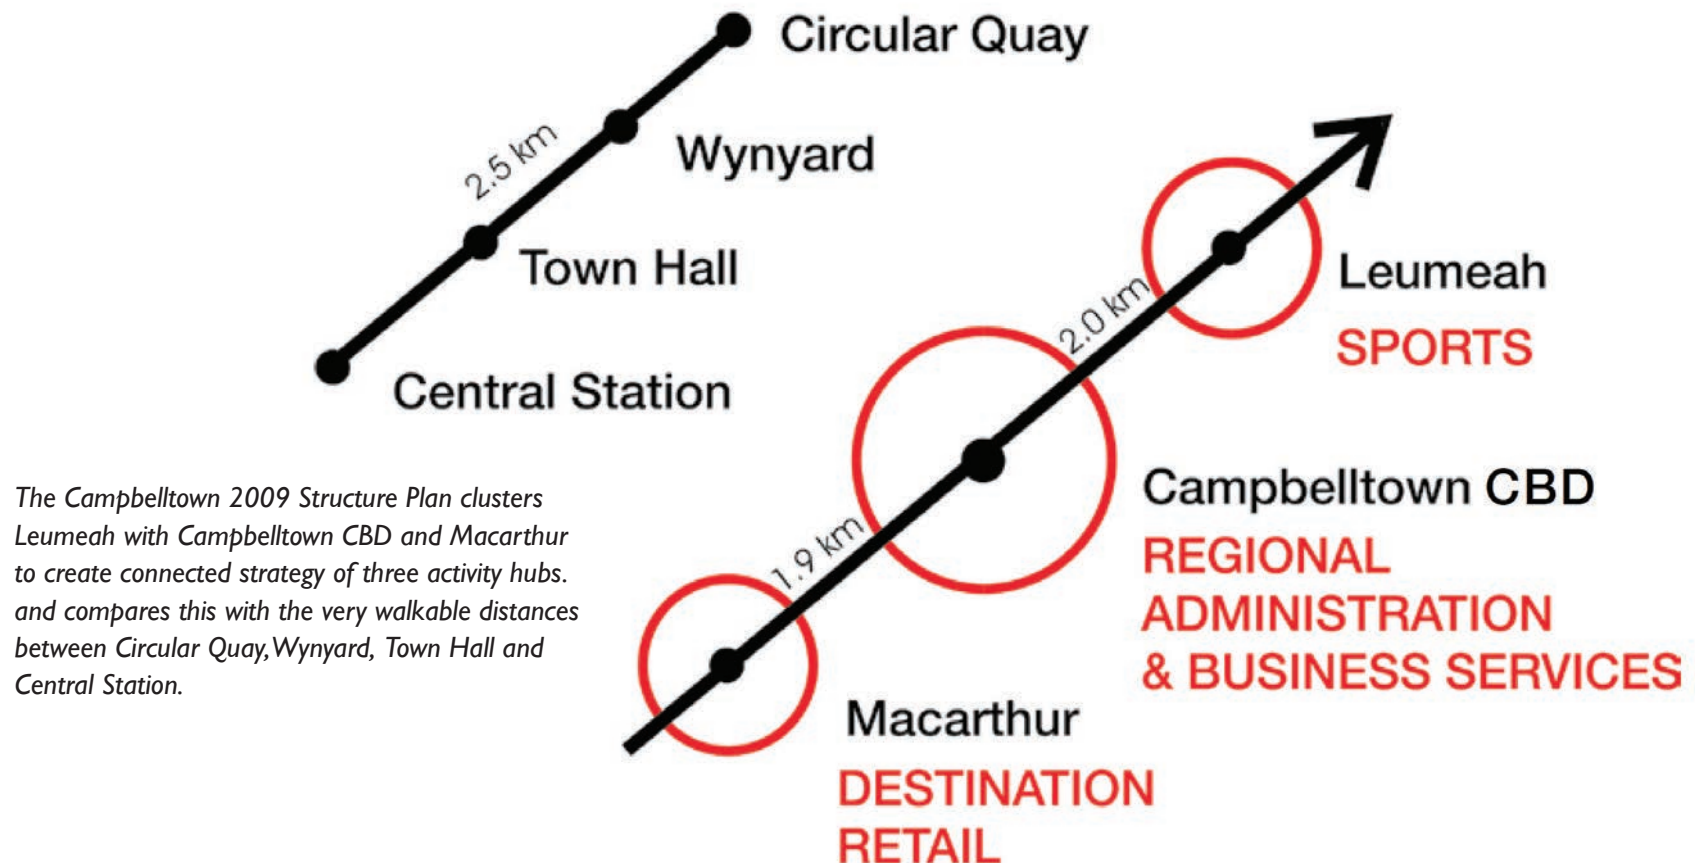 Circular Quay
2.5 km
Wynyard
Town Hall
Central Station
Leumeah
SPORTS
2.0 km
Campbelltown CBD
REGIONAL
ADMINISTRATION
& BUSINESS SERVICES
1.9 km
Macarthur
DESTINATION
RETAIL
The Campbelltown 2009 Structure Plan clusters
Leumeah with Campbelltown CBD and Macarthur
to create connected strategy of three activity hubs.
and compares this with the very walkable distances
between Circular Quay, Wynyard, Town Hall and
Central Station.